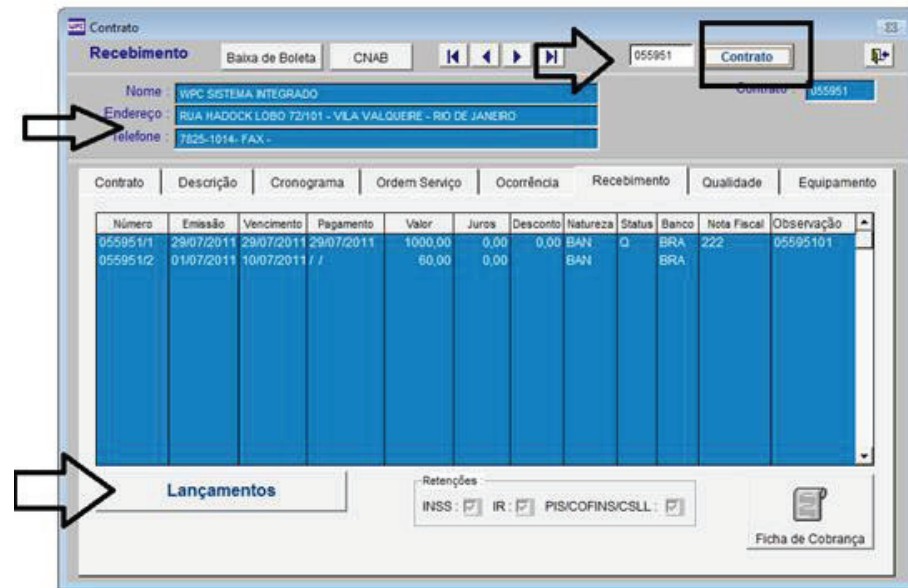 WPC Contrato
Recebimento Baixa de Boleta CNAB 055951 Contrato
Nome : WPC SISTEMA INTEGRADO Contrato : 055951
Endereço : RUA HADOCK LOBO 72/101 - VILA VALQUEIRE - RIO DE JANEIRO
Telefone : 7825-1014- FAX -
Contrato Descrição Cronograma Ordem Serviço Ocorrência Recebimento Qualidade Equipamento
Número Emissão Vencimento Pagamento Valor Juros Desconto Natureza Status Banco Nota Fiscal Observação
055951/1 29/07/2011 29/07/2011 29/07/2011 1000,00 0,00 0,00 BAN Q BRA 222 05595101
055951/2 01/07/2011 10/07/2011 / / 60,00 0,00 BAN BRA
Lançamentos
Retenções
INSS : IR : PIS/COFINS/CSLL :
Ficha de Cobrança